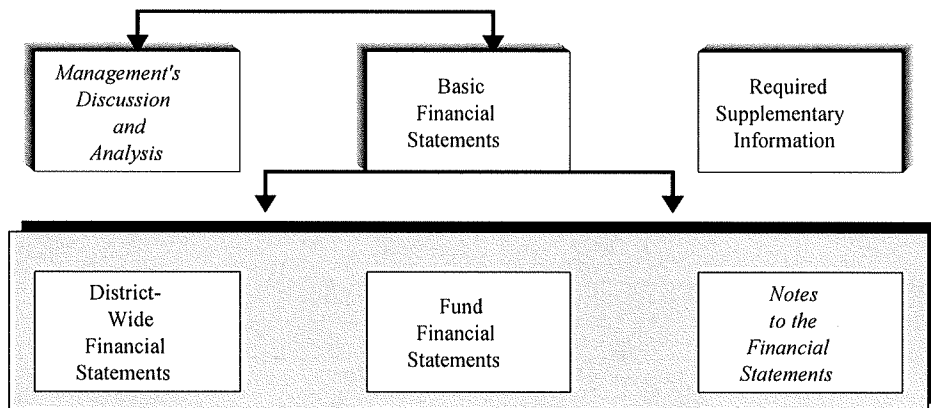 Management's
Discussion
and
Analysis
Basic
Financial
Statements
Required
Supplementary
Information
District-
Wide
Financial
Statements
Fund
Financial
Statements
Notes
to the
Financial
Statements